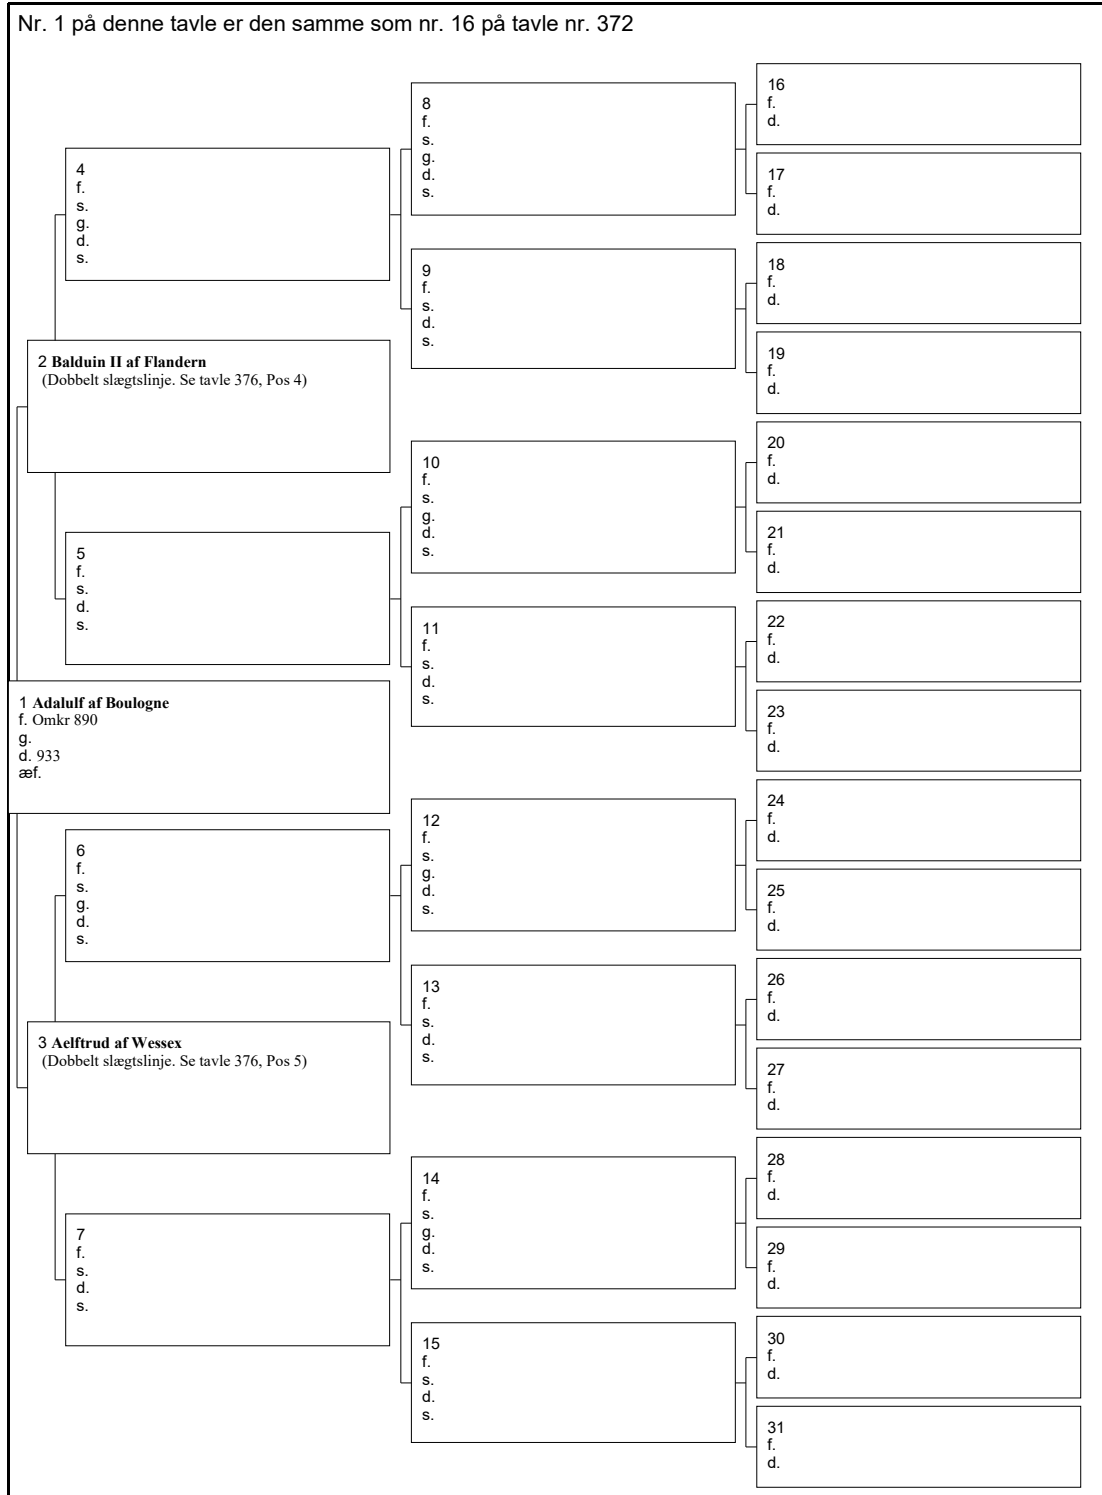 Nr. 1 på denne tavle er den samme som nr. 16 på tavle nr. 372
16
f.
d.
8
f.
s.
g.
d.
s.
17
f.
d.
4
f.
s.
g.
d.
s.
18
f.
d.
9
f.
s.
d.
s.
19
f.
d.
2 Balduin II af Flandern
(Dobbelt slægtslinje. Se tavle 376, Pos 4)
20
f.
d.
10
f.
s.
g.
d.
s.
21
f.
d.
5
f.
s.
d.
s.
22
f.
d.
11
f.
s.
d.
s.
23
f.
d.
1 Adalulf af Boulogne
f. Omkr 890
g.
d. 933
æf.
24
f.
d.
12
f.
s.
g.
d.
s.
25
f.
d.
6
f.
s.
g.
d.
s.
26
f.
d.
13
f.
s.
d.
s.
27
f.
d.
3 Aelftrud af Wessex
(Dobbelt slægtslinje. Se tavle 376, Pos 5)
28
f.
d.
14
f.
s.
g.
d.
s.
29
f.
d.
7
f.
s.
d.
s.
30
f.
d.
15
f.
s.
d.
s.
31
f.
d.